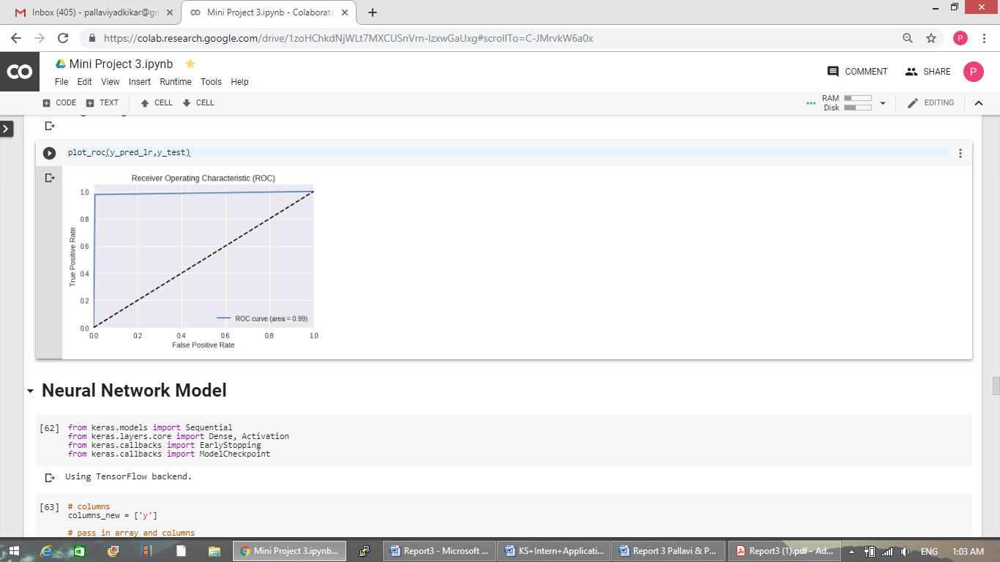 Inbox (405) - pallaviyadkikar@gm
Mini Project 3.ipynb - Colaborato
https://colab.research.google.com/drive/1zoHChkdNjWLt7MXCUSnVrn-IzxwGaUxg#scrollTo=C-JMrvkW6a0x
P
CO
Mini Project 3.ipynb
COMMENT
SHARE
P
File Edit View Insert Runtime Tools Help
CODE TEXT CELL CELL
RAM
Disk
EDITING
plot_roc(y_pred_lr,y_test)
Receiver Operating Characteristic (ROC)
1.0
0.8
0.6
0.4
0.2
0.0
True Positive Rate
ROC curve (area = 0.99)
0.0 0.2 0.4 0.6 0.8 1.0
False Positive Rate
Neural Network Model
[62] from keras.models import Sequential
from keras.layers.core import Dense, Activation
from keras.callbacks import EarlyStopping
from keras.callbacks import ModelCheckpoint
Using TensorFlow backend.
[63] # columns
columns_new = ['y']
# pass in array and columns
Mini Project 3.ipynb...
Report3 - Microsoft ...
KS+Intern+Applicati...
Report 3 Pallavi & P...
Report3 (1).pdf - Ad...
ENG
1:03 AM